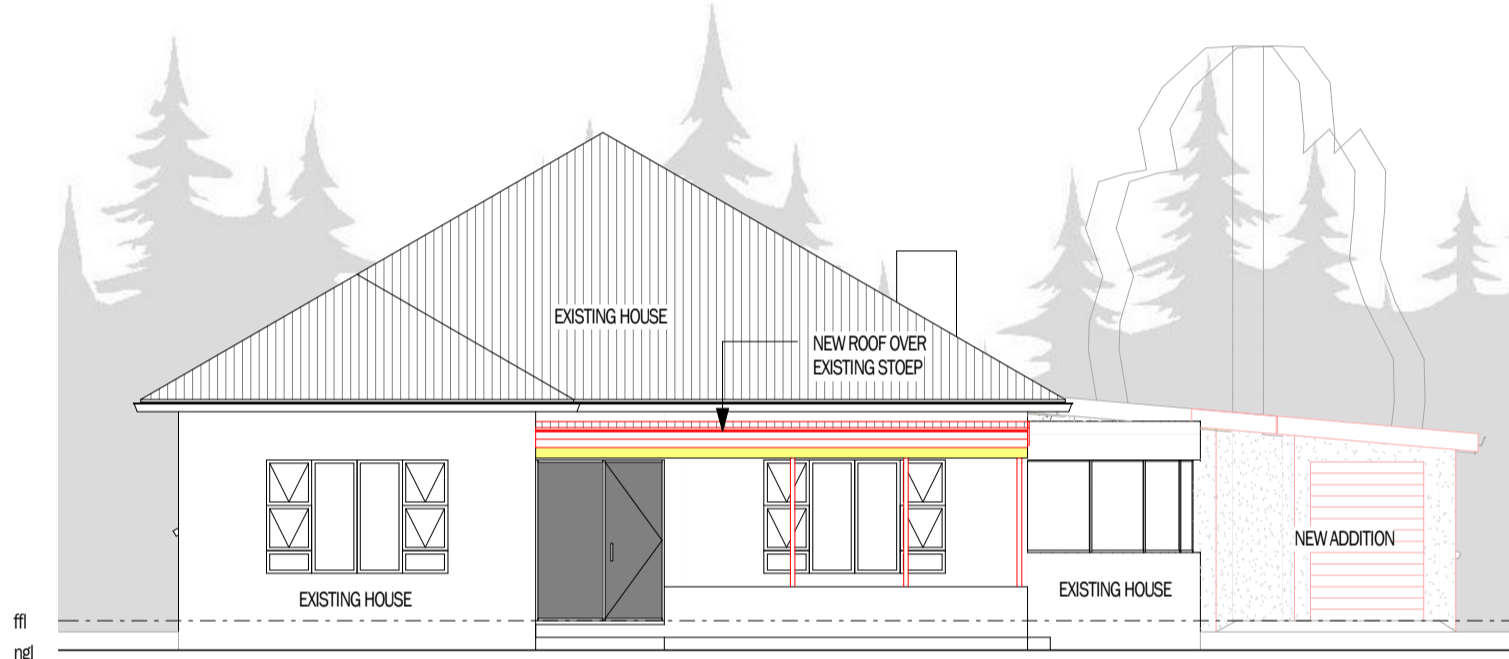 EXISTING HOUSE
NEW ROOF OVER
EXISTING STOEP
NEW ADDITION
EXISTING HOUSE
EXISTING HOUSE
ffl
ngl